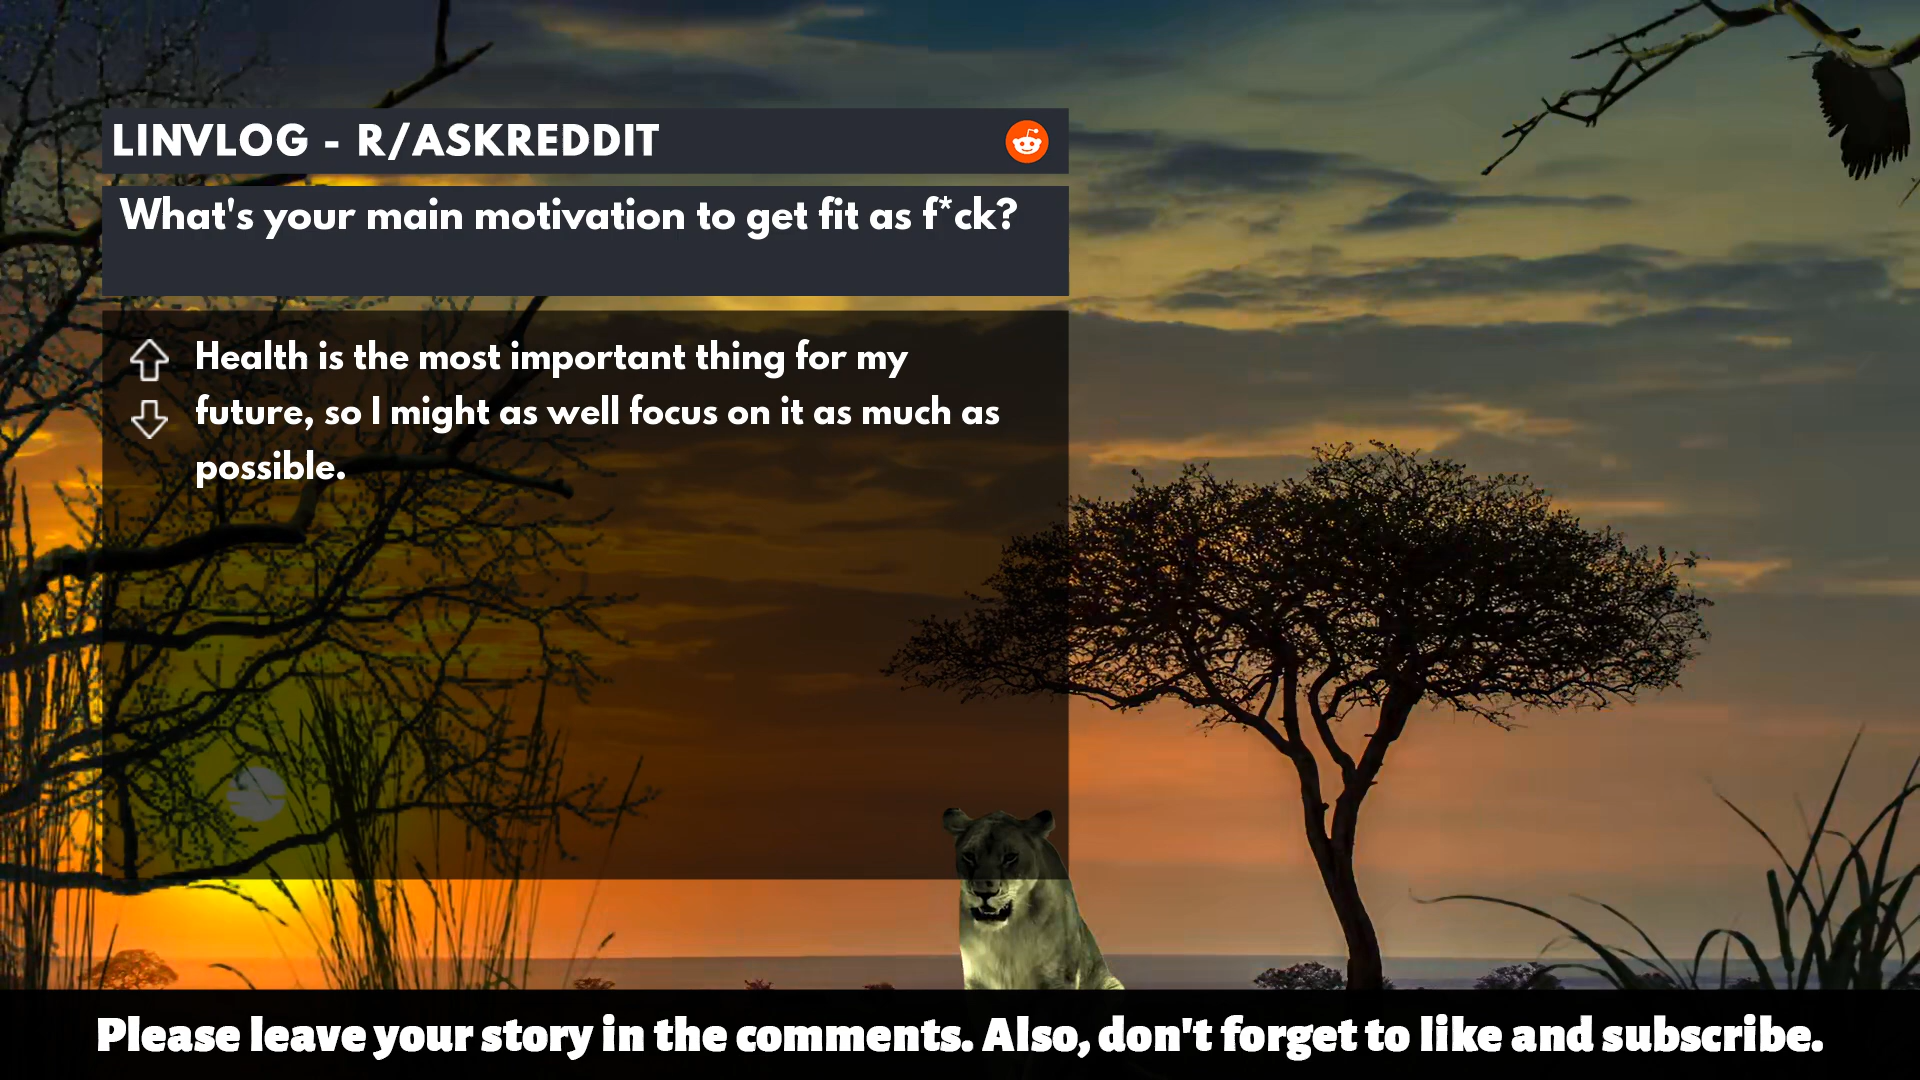 LINVLOG - R/ASKREDDIT
What's your main motivation to get fit as f*ck?
Health is the most important thing for my
future, so I might as well focus on it as much as
possible.
Please leave your story in the comments. Also, don't forget to like and subscribe.